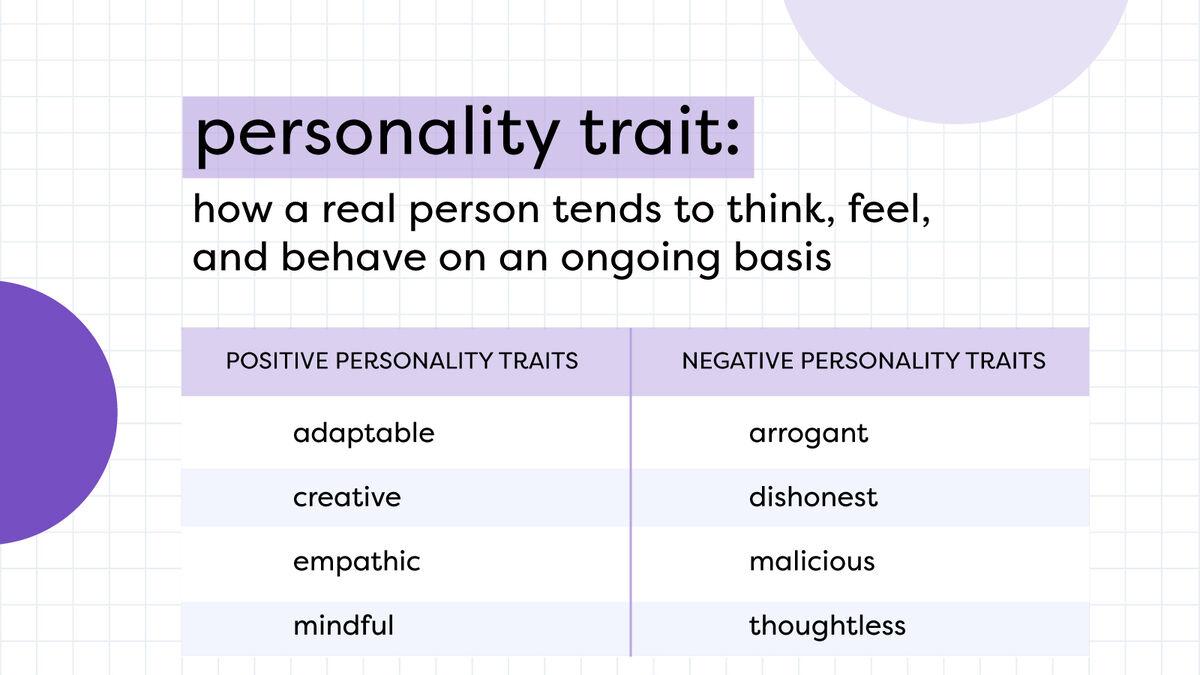 personality trait:
how a real person tends to think, feel,
and behave on an ongoing basis
POSITIVE PERSONALITY TRAITS NEGATIVE PERSONALITY TRAITS
adaptable arrogant
creative dishonest
empathic malicious
mindful thoughtless